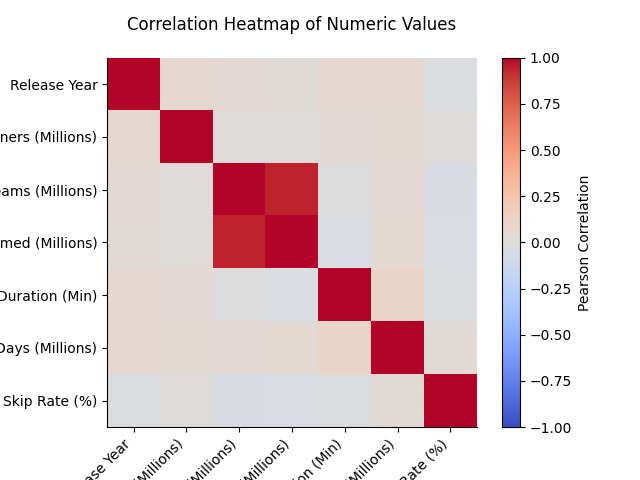 Correlation Heatmap of Numeric Values
Release Year
ners (Millions)
eams (Millions)
med (Millions)
Duration (Min)
Days (Millions)
Skip Rate (%)
ase Year
(Millions)
(Millions)
(Millions)
on (Min)
(Millions)
Rate (%)
1.00
0.75
0.50
0.25
0.00
−0.25
−0.50
−0.75
−1.00
Pearson Correlation